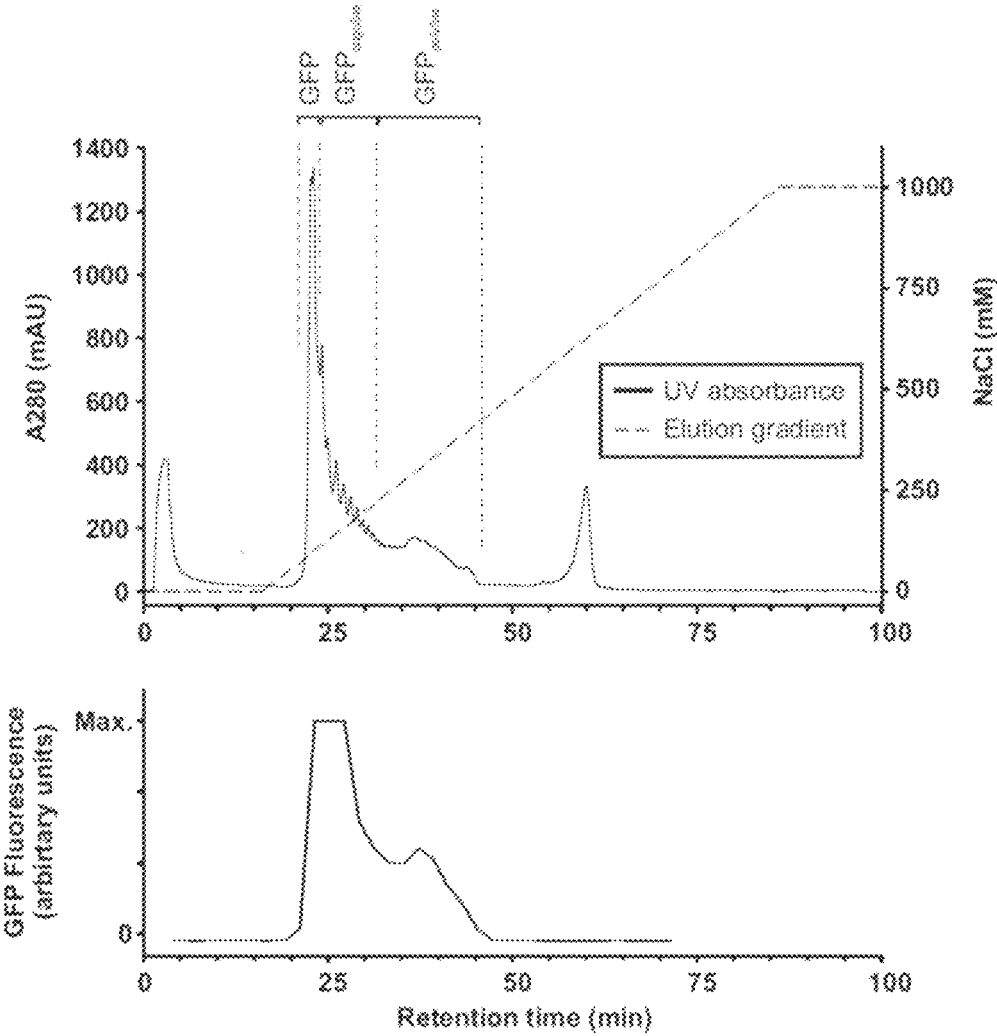 GFP
GFP
GFP
1400
1200
1000
800
600
400
200
0
A280 (mAU)
1000
750
500
250
0
NaCl (mM)
UV absorbance
Elution gradient
0
25
50
75
100
Max.
0
GFP Fluorescence
(arbirtary units)
0
25
50
75
100
Retention time (min)